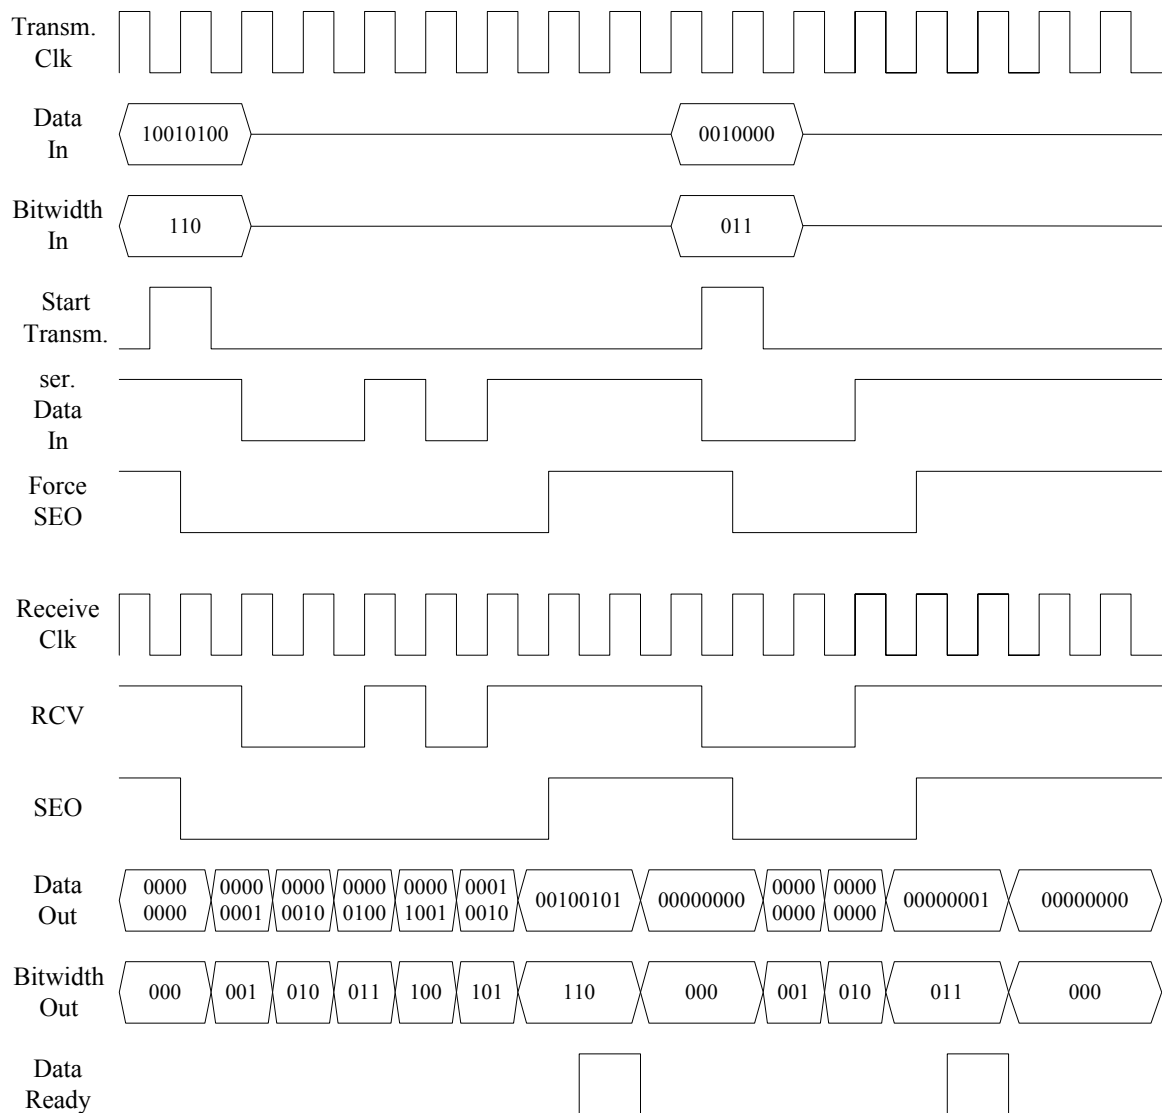 Transm.
Clk
Data
In
10010100
0010000
Bitwidth
In
110
011
Start
Transm.
ser.
Data
In
Force
SEO
Receive
Clk
RCV
SEO
Data
Out
0000
0000
0000
0001
0000
0010
0000
0100
0000
1001
0001
0010
00100101
00000000
0000
0000
0000
0000
00000001
00000000
Bitwidth
Out
000
001
010
011
100
101
110
000
001
010
011
000
Data
Ready